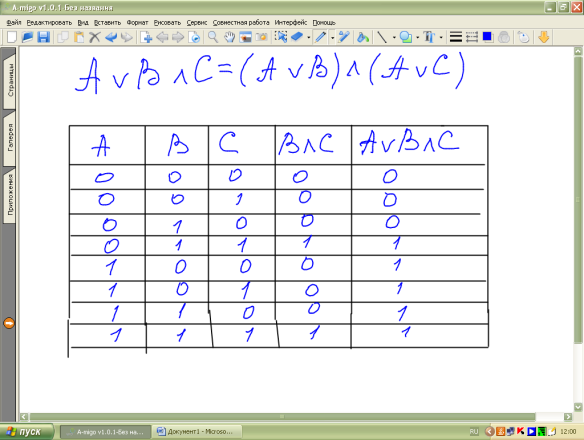 A-migo v1.0.1-Без названия
Файл Редактировать Вид Вставить Формат Рисовать Сервис Совместная работа Интерфейс Помощь
Страницы
Галерея
Приложения
A∨B∧C=(A∨B)∧(A∨C)
A B C B∧C A∨B∧C
0 0 0 0 0
0 0 1 0 0
0 1 0 0 0
0 1 1 1 1
1 0 0 0 1
1 0 1 0 1
1 1 0 0 1
1 1 1 1 1
пуск A-migo v1.0.1-Без на... Документ1 - Microso... RU 12:00